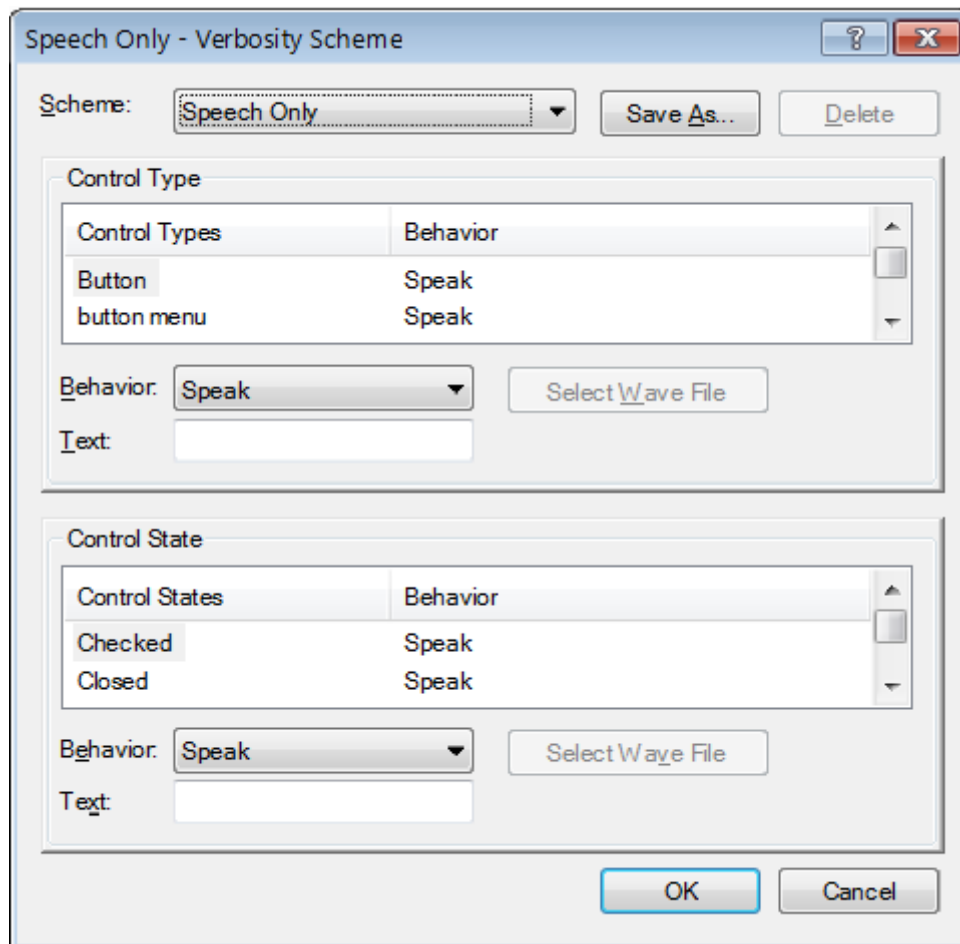 Speech Only - Verbosity Scheme
Scheme: Speech Only Save As... Delete
Control Type
Control Types Behavior
Button Speak
button menu Speak
Behavior: Speak Select Wave File
Text:
Control State
Control States Behavior
Checked Speak
Closed Speak
Behavior: Speak Select Wave File
Text:
OK Cancel